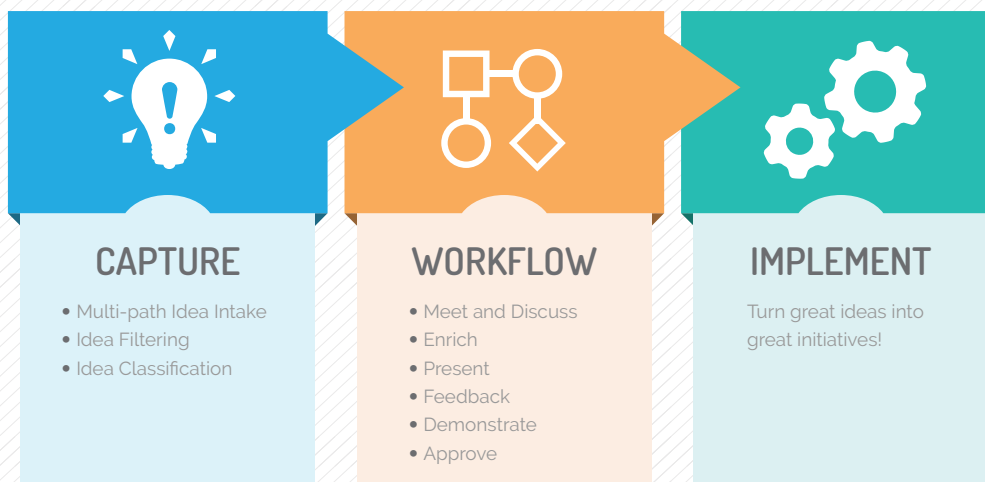 CAPTURE
• Multi-path Idea Intake
• Idea Filtering
• Idea Classification
WORKFLOW
• Meet and Discuss
• Enrich
• Present
• Feedback
• Demonstrate
• Approve
IMPLEMENT
Turn great ideas into
great initiatives!